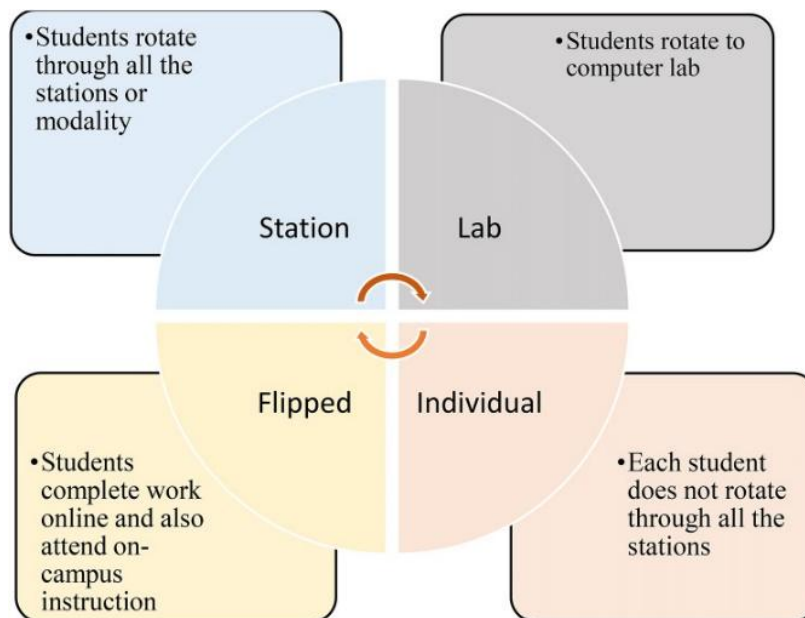 •Students rotate
through all the
stations or
modality
•Students rotate to
computer lab
Station
Lab
Flipped
Individual
•Students
complete work
online and also
attend on-
campus
instruction
•Each student
does not rotate
through all the
stations